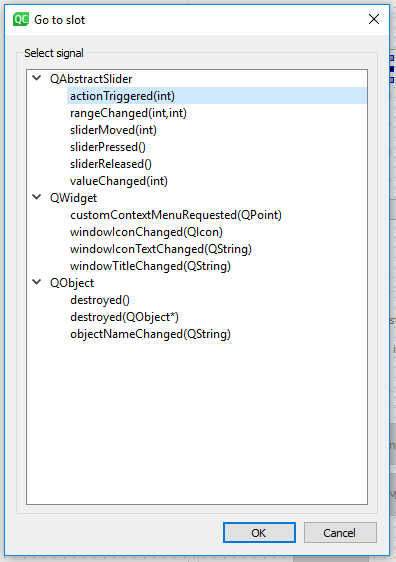 QC Go to slot
Select signal
QAbstractSlider
actionTriggered(int)
rangeChanged(int,int)
sliderMoved(int)
sliderPressed()
sliderReleased()
valueChanged(int)
QWidget
customContextMenuRequested(QPoint)
windowIconChanged(QIcon)
windowIconTextChanged(QString)
windowTitleChanged(QString)
QObject
destroyed()
destroyed(QObject*)
objectNameChanged(QString)
OK Cancel